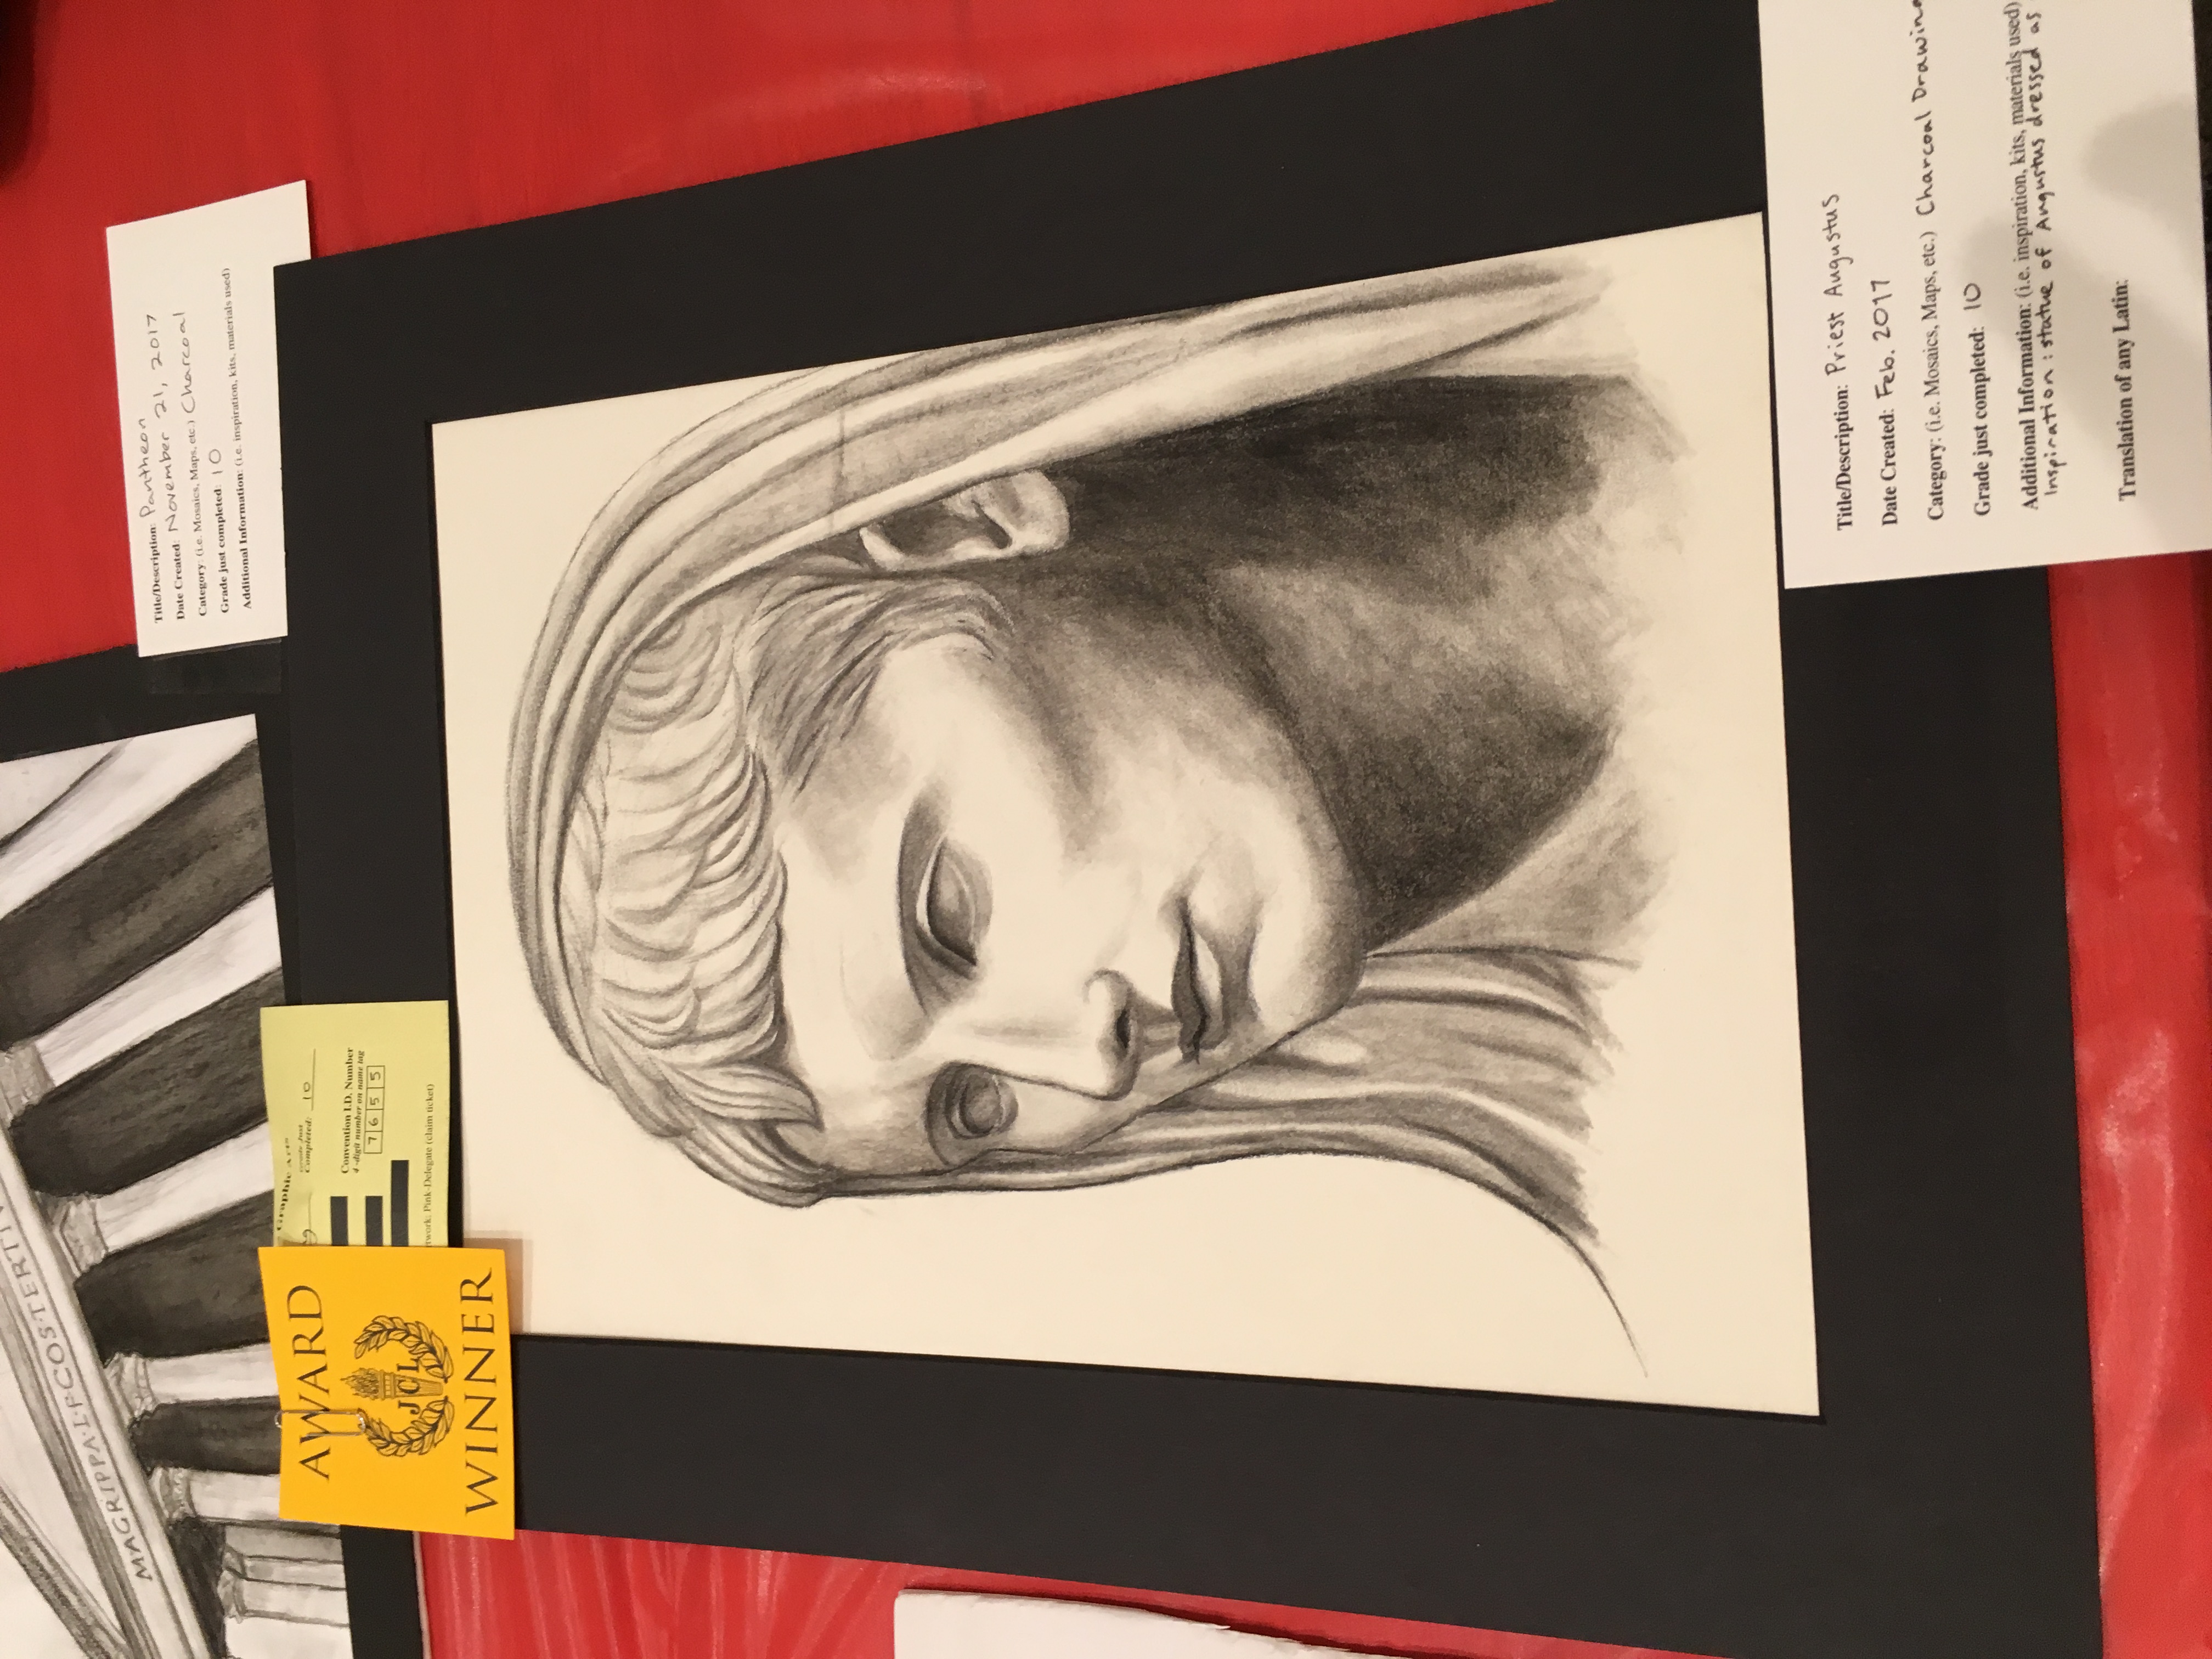 MAGRIPPA·L·F·COS·TERTIV
Title/Description: Pantheon
Date Created: November 21, 2017
Category: (i.e. Mosaics, Maps, etc.) Charcoal
Grade just completed: 10
Additional Information: (i.e. inspiration, kits, materials used)
AWARD
JCL
WINNER
Graphic Arts
Grade Just
Completed: 10
Convention I.D. Number
4-digit number on name tag
7 6 5 5
Pink-Delegate (claim ticket)
Title/Description: Priest Augustus
Date Created: Feb. 2017
Category: (i.e. Mosaics, Maps, etc.) Charcoal Drawing
Grade just completed: 10
Additional Information: (i.e. inspiration, kits, materials used)
Inspiration: statue of Augustus dressed as
Translation of any Latin: